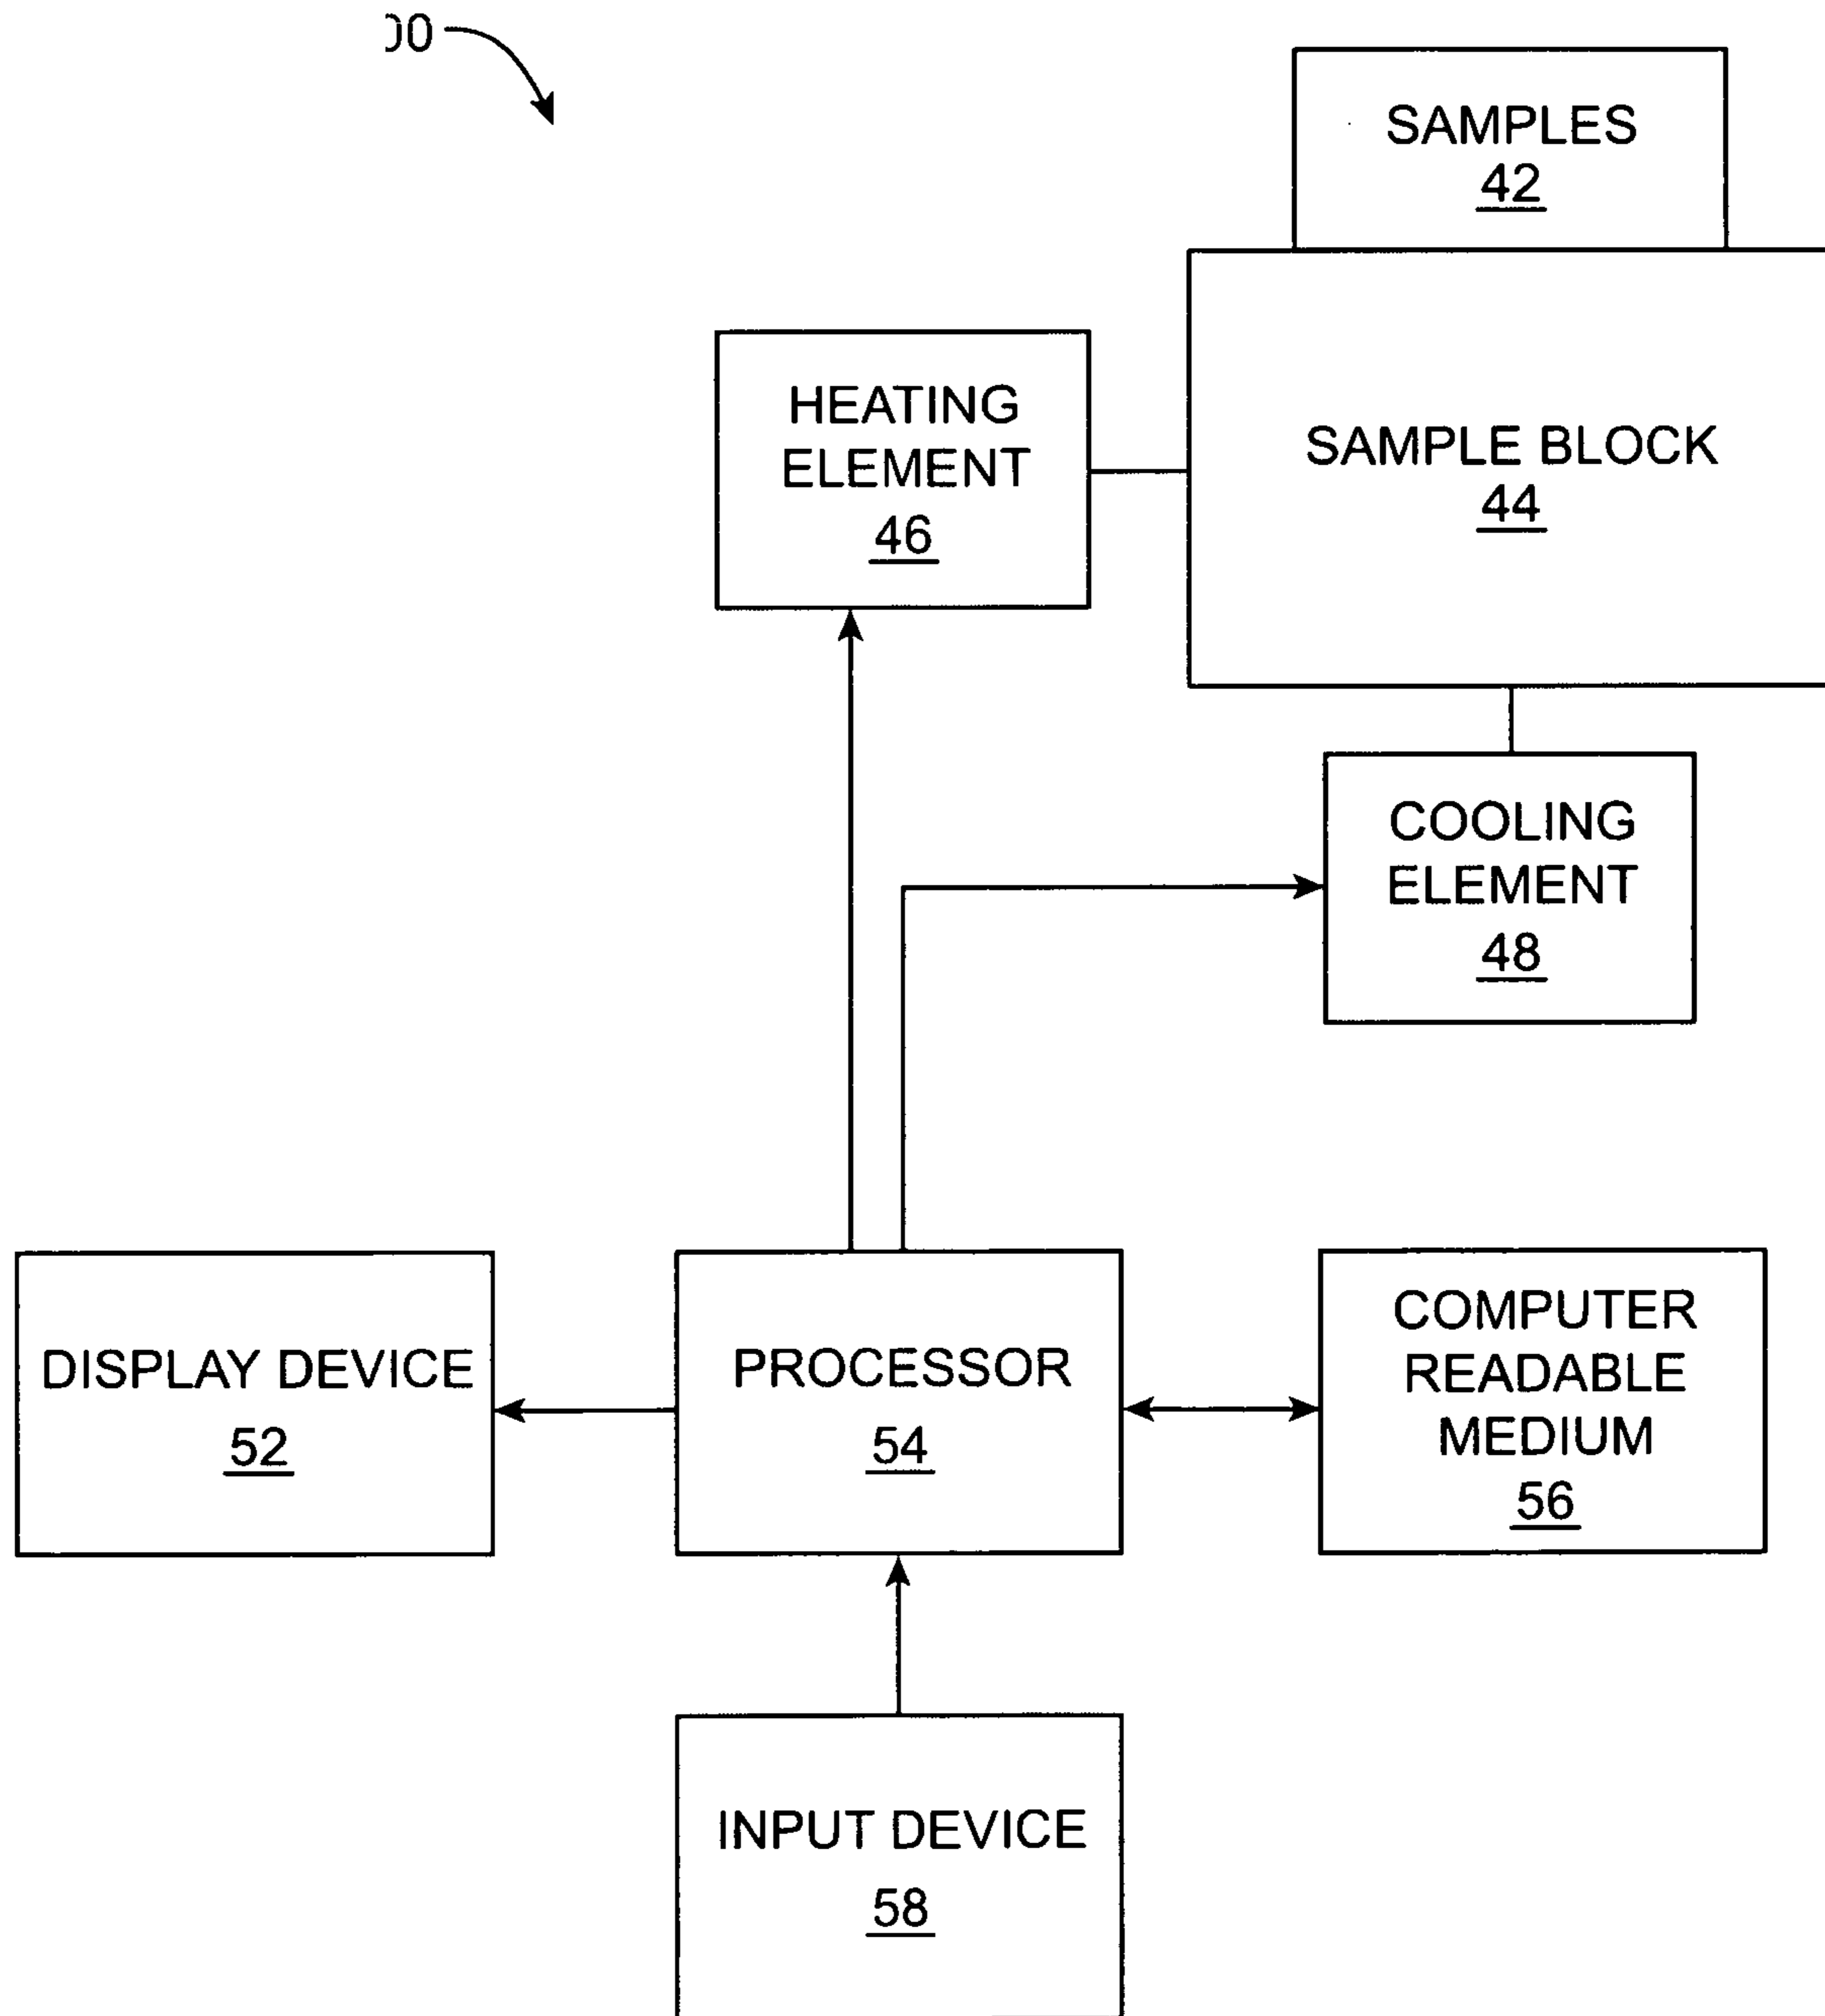 SAMPLES
42
HEATING
ELEMENT
46
SAMPLE BLOCK
44
COOLING
ELEMENT
48
DISPLAY DEVICE
52
PROCESSOR
54
COMPUTER
READABLE
MEDIUM
56
INPUT DEVICE
58